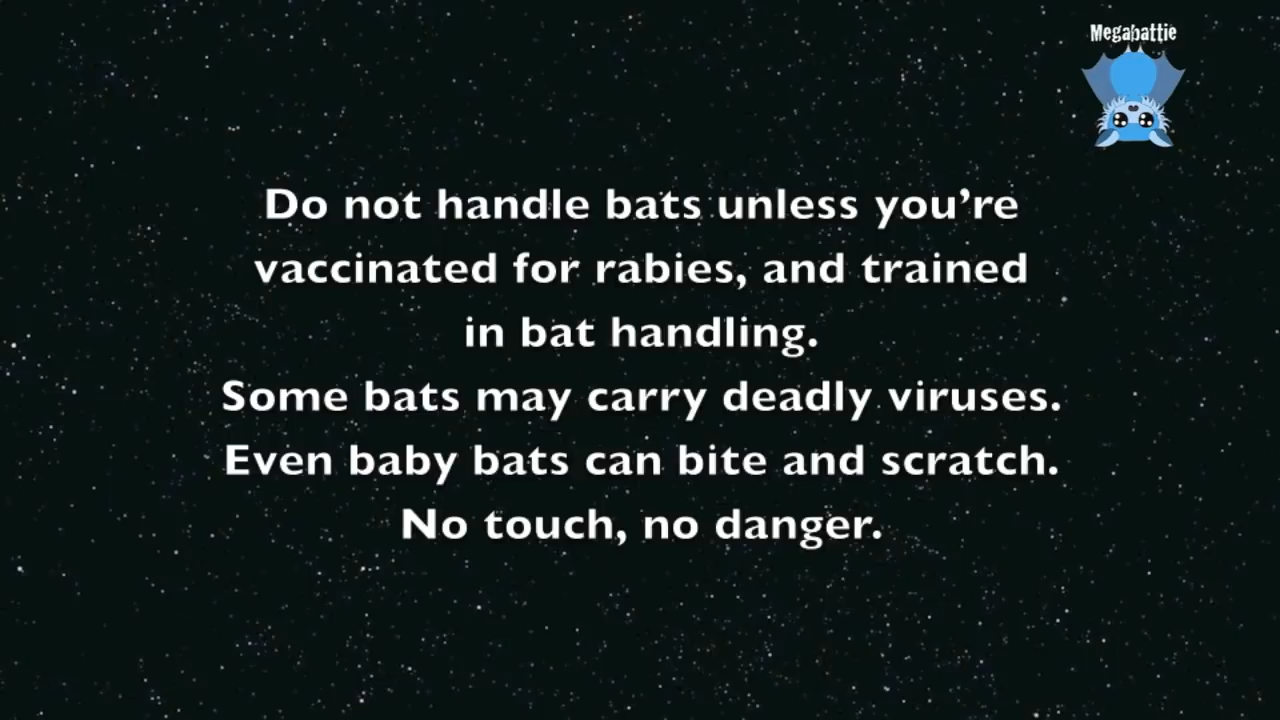 Megabattie
Do not handle bats unless you’re
vaccinated for rabies, and trained
in bat handling.
Some bats may carry deadly viruses.
Even baby bats can bite and scratch.
No touch, no danger.